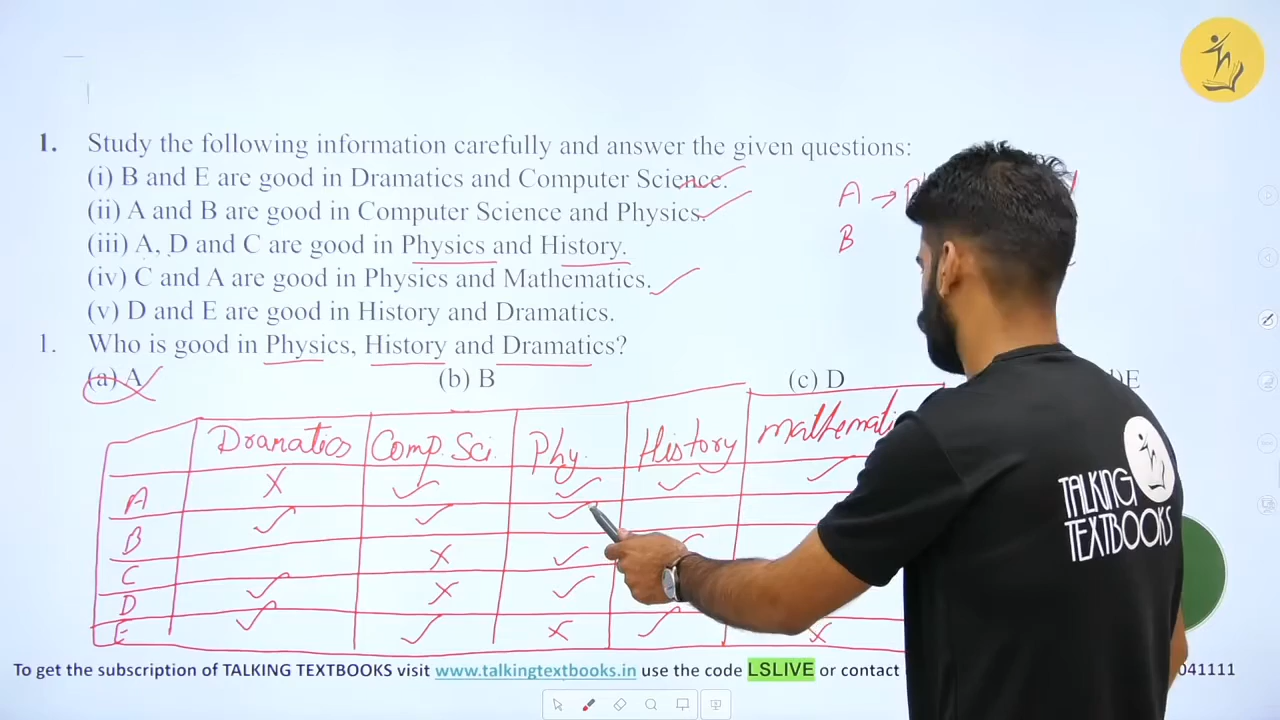 1. Study the following information carefully and answer the given questions:
(i) B and E are good in Dramatics and Computer Science.
(ii) A and B are good in Computer Science and Physics.
A →
(iii) A, D and C are good in Physics and History.
B
(iv) C and A are good in Physics and Mathematics.
(v) D and E are good in History and Dramatics.
1. Who is good in Physics, History and Dramatics?
(a) A (b) B (c) D E
Dramatics Comp. Sci. Phy. History
A X ✓ ✓ ✓ ✓
B ✓ ✓ ✓
C X ✓
D ✓ X ✓
E ✓ ✓ X ✓ X
TALKING
TEXTBOOKS
To get the subscription of TALKING TEXTBOOKS visit www.talkingtextbooks.in use the code LSLIVE or contact 041111